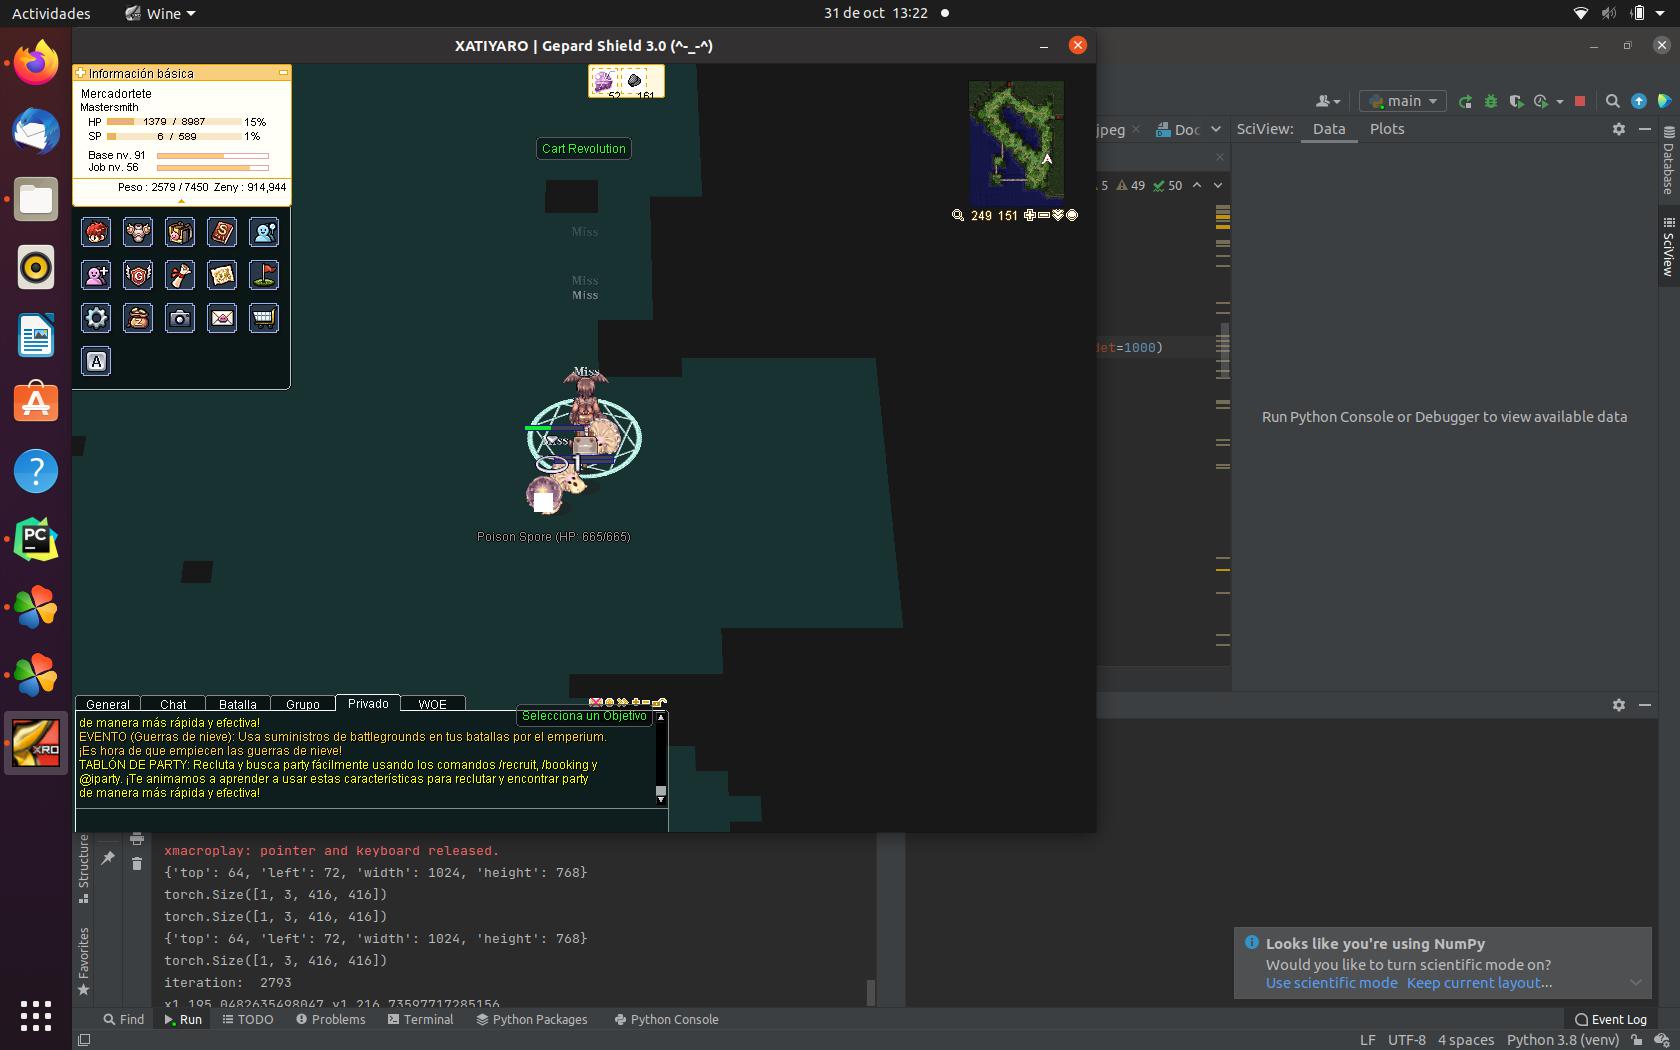 Actividades
Wine
31 de oct 13:22
XATIYARO | Gepard Shield 3.0 (^-_-^)
Información básica
Mercadortete
Mastersmith
HP 1379 / 8987 15%
SP 6 / 589 1%
Base nv. 91
Job nv. 56
Peso : 2579 / 7450 Zeny : 914,944
A
52 161
Cart Revolution
Miss
Miss
Miss
Miss
1
Poison Spore (HP: 665/665)
249 151
General Chat Batalla Grupo Privado WOE
Selecciona un Objetivo
de manera más rápida y efectiva!
EVENTO (Guerras de nieve): Usa suministros de battlegrounds en tus batallas por el emperium.
¡Es hora de que empiecen las guerras de nieve!
TABLÓN DE PARTY: Recluta y busca party fácilmente usando los comandos /recruit, /booking y
@iparty. ¡Te animamos a aprender a usar estas características para reclutar y encontrar party
de manera más rápida y efectiva!
main
jpeg Doc
SciView: Data Plots
5 49 50
det=1000)
Run Python Console or Debugger to view available data
Database
SciView
Structure
Favorites
xmacroplay: pointer and keyboard released.
{'top': 64, 'left': 72, 'width': 1024, 'height': 768}
torch.Size([1, 3, 416, 416])
torch.Size([1, 3, 416, 416])
{'top': 64, 'left': 72, 'width': 1024, 'height': 768}
torch.Size([1, 3, 416, 416])
iteration: 2793
x1 195.0482635498047 y1 216.73597717285156
Looks like you're using NumPy
Would you like to turn scientific mode on?
Use scientific mode Keep current layout...
Find Run TODO Problems Terminal Python Packages Python Console
Event Log
LF UTF-8 4 spaces Python 3.8 (venv)
PC
XRO